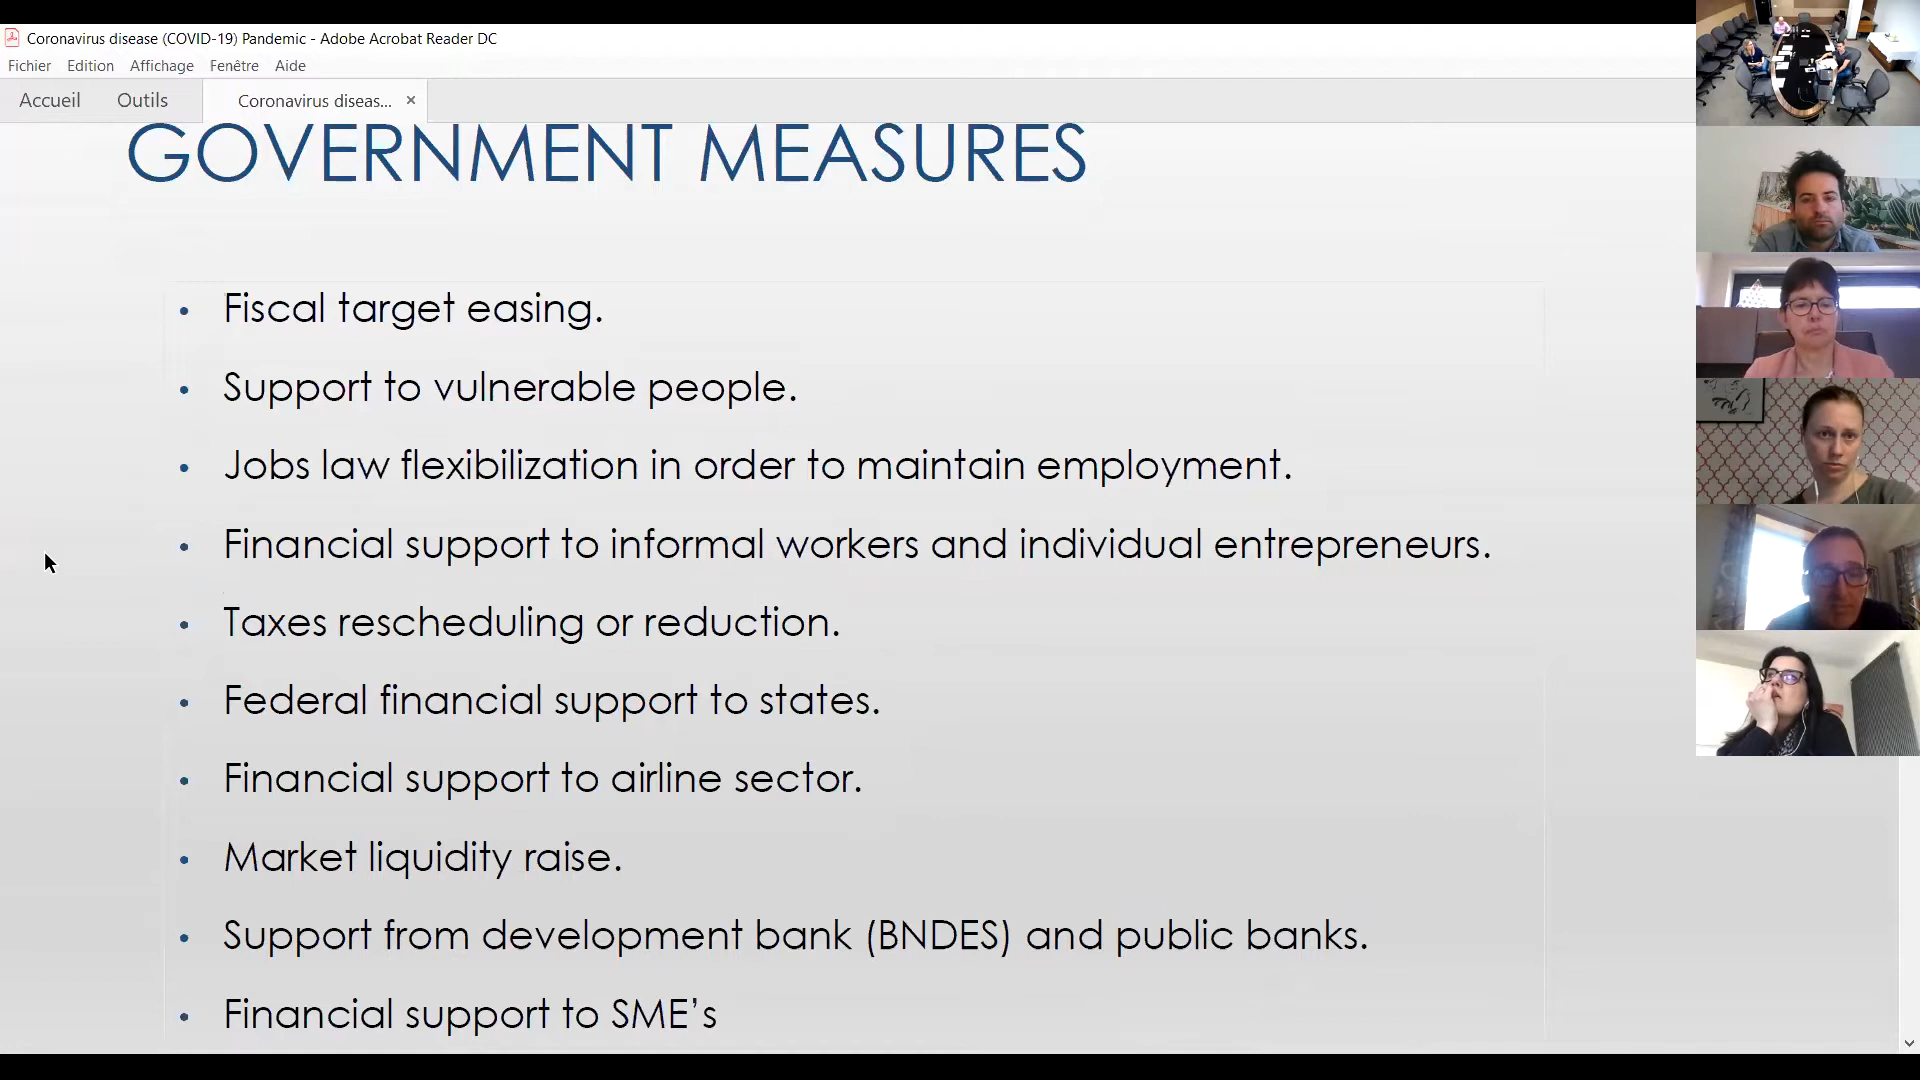 Coronavirus disease (COVID-19) Pandemic - Adobe Acrobat Reader DC
Fichier Edition Affichage Fenêtre Aide
Accueil Outils Coronavirus diseas... ×
GOVERNMENT MEASURES
• Fiscal target easing.
• Support to vulnerable people.
• Jobs law flexibilization in order to maintain employment.
• Financial support to informal workers and individual entrepreneurs.
• Taxes rescheduling or reduction.
• Federal financial support to states.
• Financial support to airline sector.
• Market liquidity raise.
• Support from development bank (BNDES) and public banks.
• Financial support to SME’s